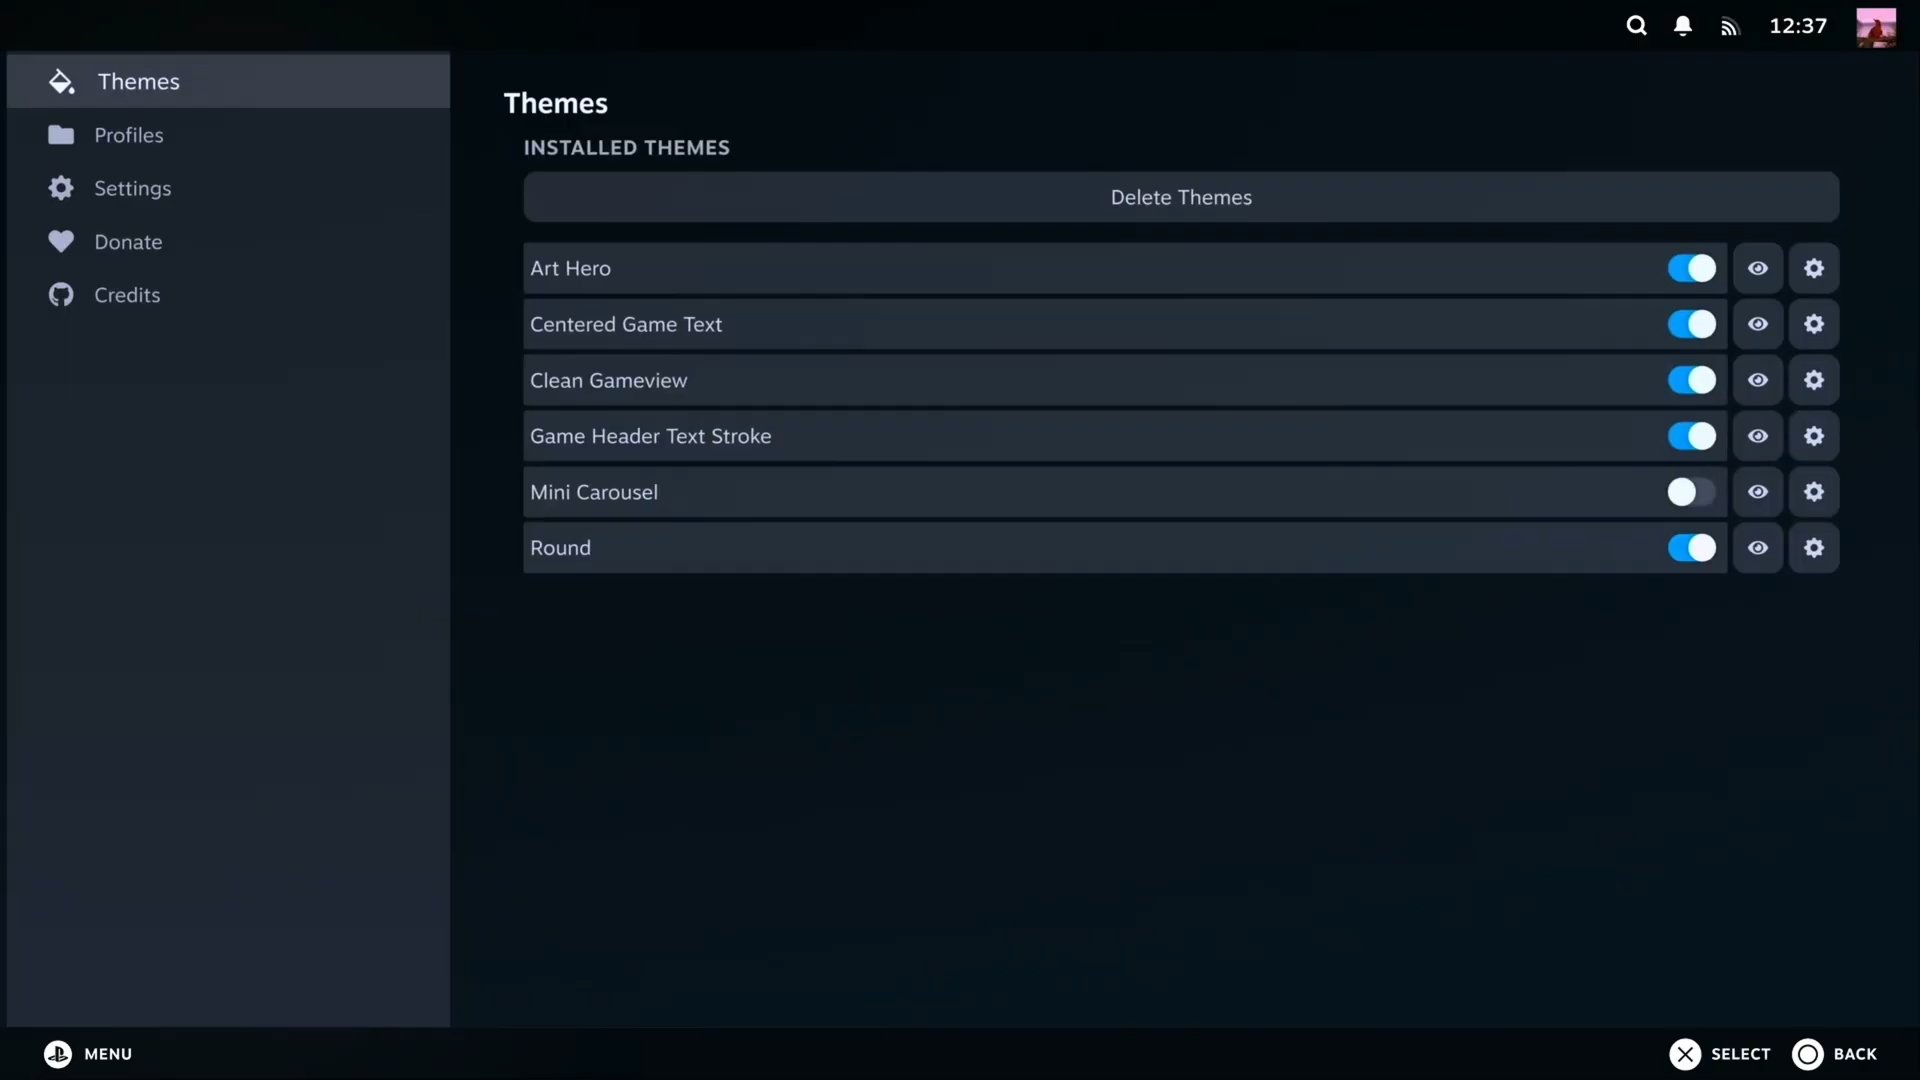 12:37
Themes
Profiles
Settings
Donate
Credits
Themes
INSTALLED THEMES
Delete Themes
Art Hero
Centered Game Text
Clean Gameview
Game Header Text Stroke
Mini Carousel
Round
MENU
SELECT
BACK